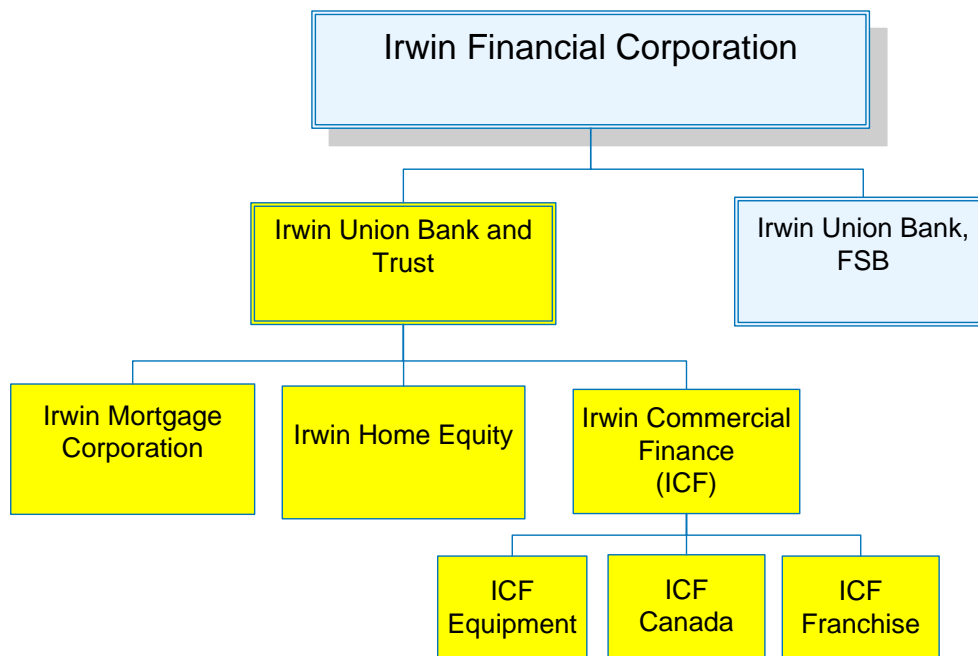 Irwin Financial Corporation
Irwin Union Bank and
Trust
Irwin Union Bank,
FSB
Irwin Mortgage
Corporation
Irwin Home Equity
Irwin Commercial
Finance
(ICF)
ICF
Equipment
ICF
Canada
ICF
Franchise